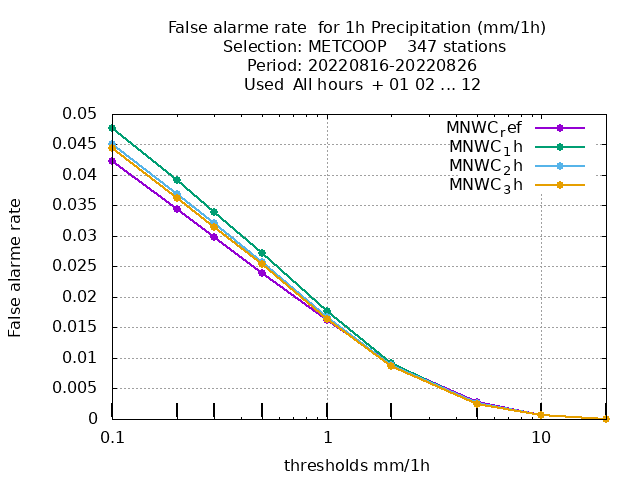 False alarme rate  for 1h Precipitation (mm/1h)
Selection: METCOOP    347 stations
Period: 20220816-20220826
Used  All hours  + 01 02 ... 12
MNWC_ref
MNWC_1h
MNWC_2h
MNWC_3h
0.05
0.045
0.04
0.035
0.03
0.025
0.02
0.015
0.01
0.005
0
False alarme rate
0.1
1
10
thresholds mm/1h